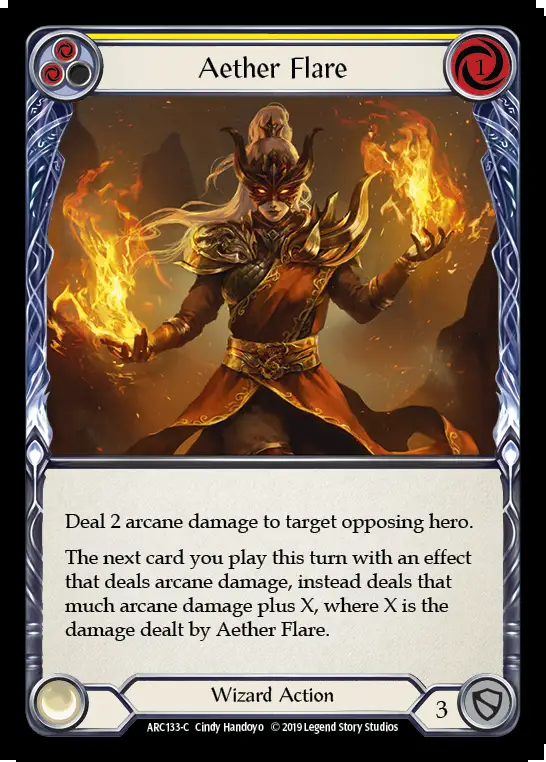 Aether Flare
1
Deal 2 arcane damage to target opposing hero.
The next card you play this turn with an effect
that deals arcane damage, instead deals that
much arcane damage plus X, where X is the
damage dealt by Aether Flare.
Wizard Action
3
ARC133-C Cindy Handoyo © 2019 Legend Story Studios